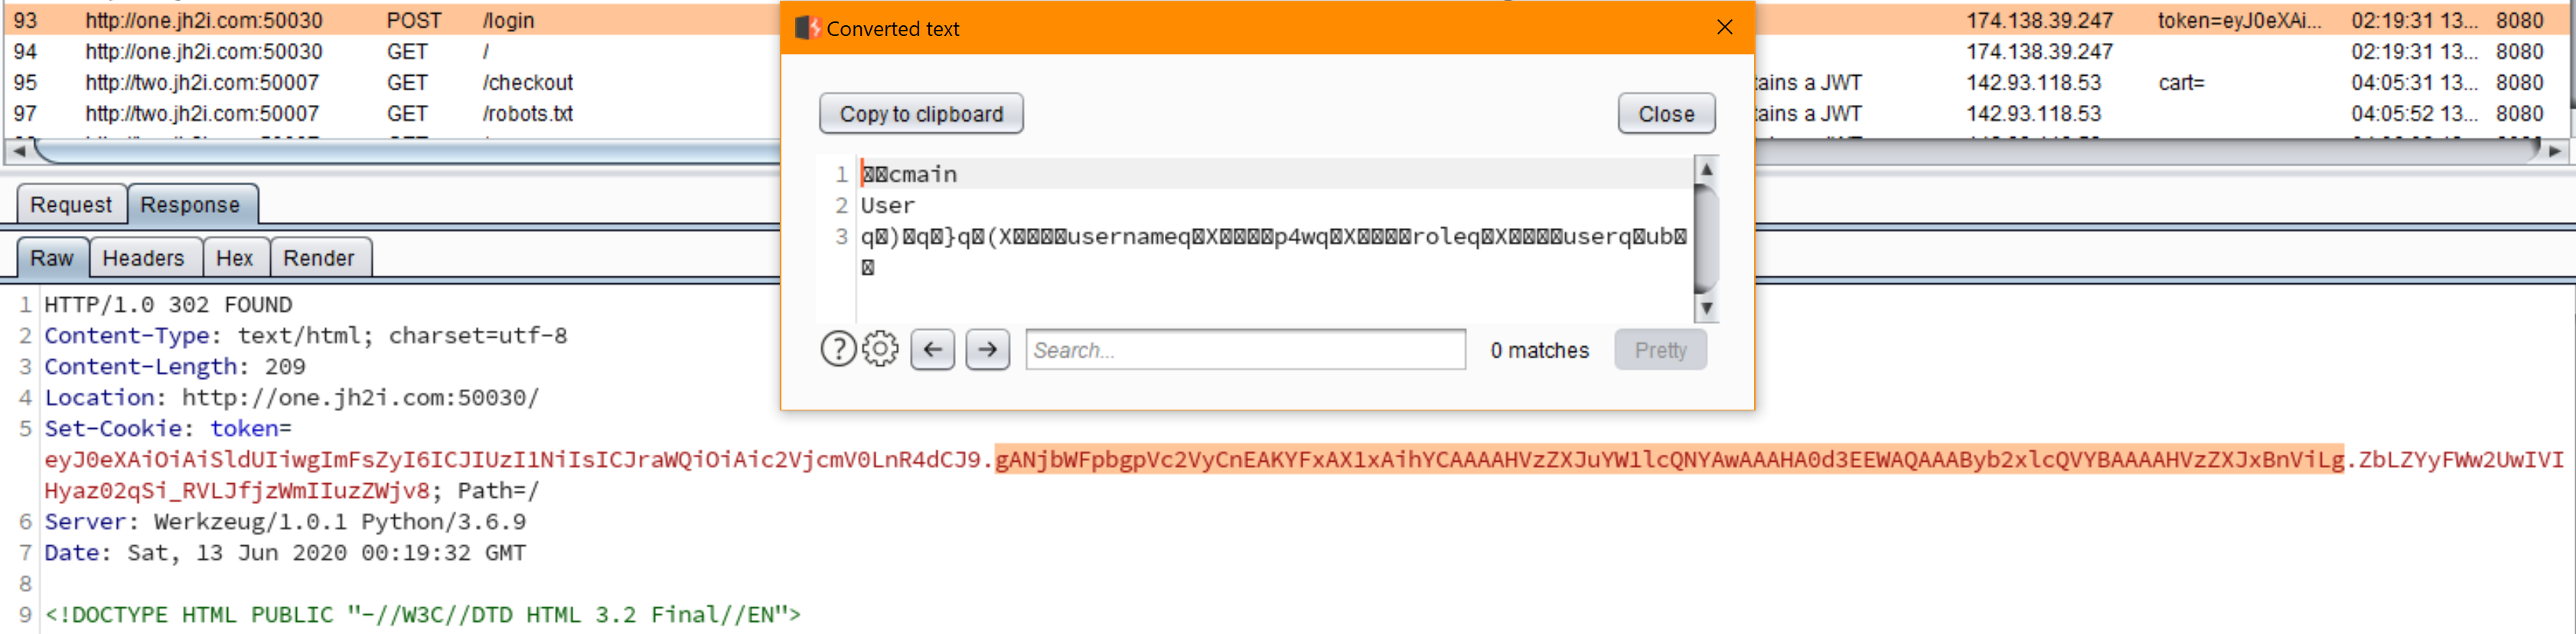 93 http://one.jh2i.com:50030 POST /login 174.138.39.247 token=eyJ0eXAi... 02:19:31 13... 8080
94 http://one.jh2i.com:50030 GET / 174.138.39.247 02:19:31 13... 8080
95 http://two.jh2i.com:50007 GET /checkout tains a JWT 142.93.118.53 cart= 04:05:31 13... 8080
97 http://two.jh2i.com:50007 GET /robots.txt tains a JWT 142.93.118.53 04:05:52 13... 8080
Converted text
Copy to clipboard Close
1 cmain
2 User
3 q)q}q(Xusernameq Xp4wq Xroleq Xuserq ub
? Search... 0 matches Pretty
Request Response
Raw Headers Hex Render
1 HTTP/1.0 302 FOUND
2 Content-Type: text/html; charset=utf-8
3 Content-Length: 209
4 Location: http://one.jh2i.com:50030/
5 Set-Cookie: token=
eyJ0eXAiOiAiSldUIiwgImFsZyI6ICJIUzI1NiIsICJraWQiOiAic2VjcmV0LnR4dCJ9.gANjbWFpbgpVc2VyCnEAKYFxAX1xAihYCAAAAHVzZXJuYW1lcQNYAwAAAHA0d3EEWAQAAAByb2xlcQVYBAAAAHVzZXJxBnViLg.ZbLZYyFWw2UwIVI
Hyaz02qSi_RVLJfjzWmIIuzZWjv8; Path=/
6 Server: Werkzeug/1.0.1 Python/3.6.9
7 Date: Sat, 13 Jun 2020 00:19:32 GMT
8
9 <!DOCTYPE HTML PUBLIC "-//W3C//DTD HTML 3.2 Final//EN">